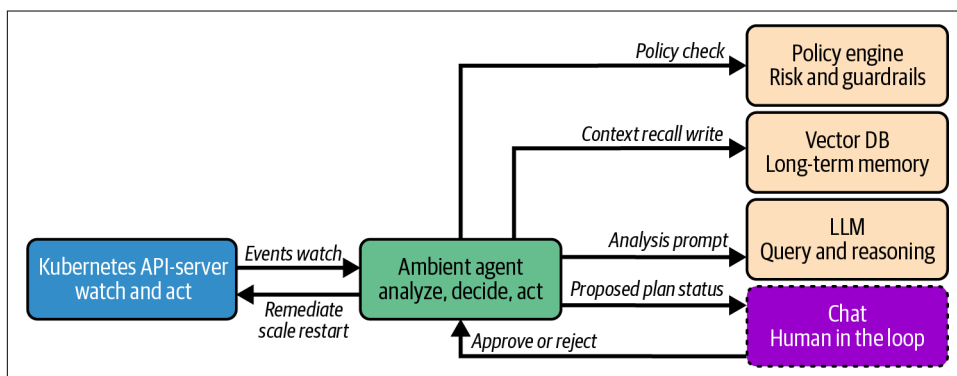 Policy check
Policy engine
Risk and guardrails
Context recall write
Vector DB
Long-term memory
Kubernetes API-server
watch and act
Events watch
Remediate
scale restart
Ambient agent
analyze, decide, act
Analysis prompt
LLM
Query and reasoning
Proposed plan status
Chat
Human in the loop
Approve or reject